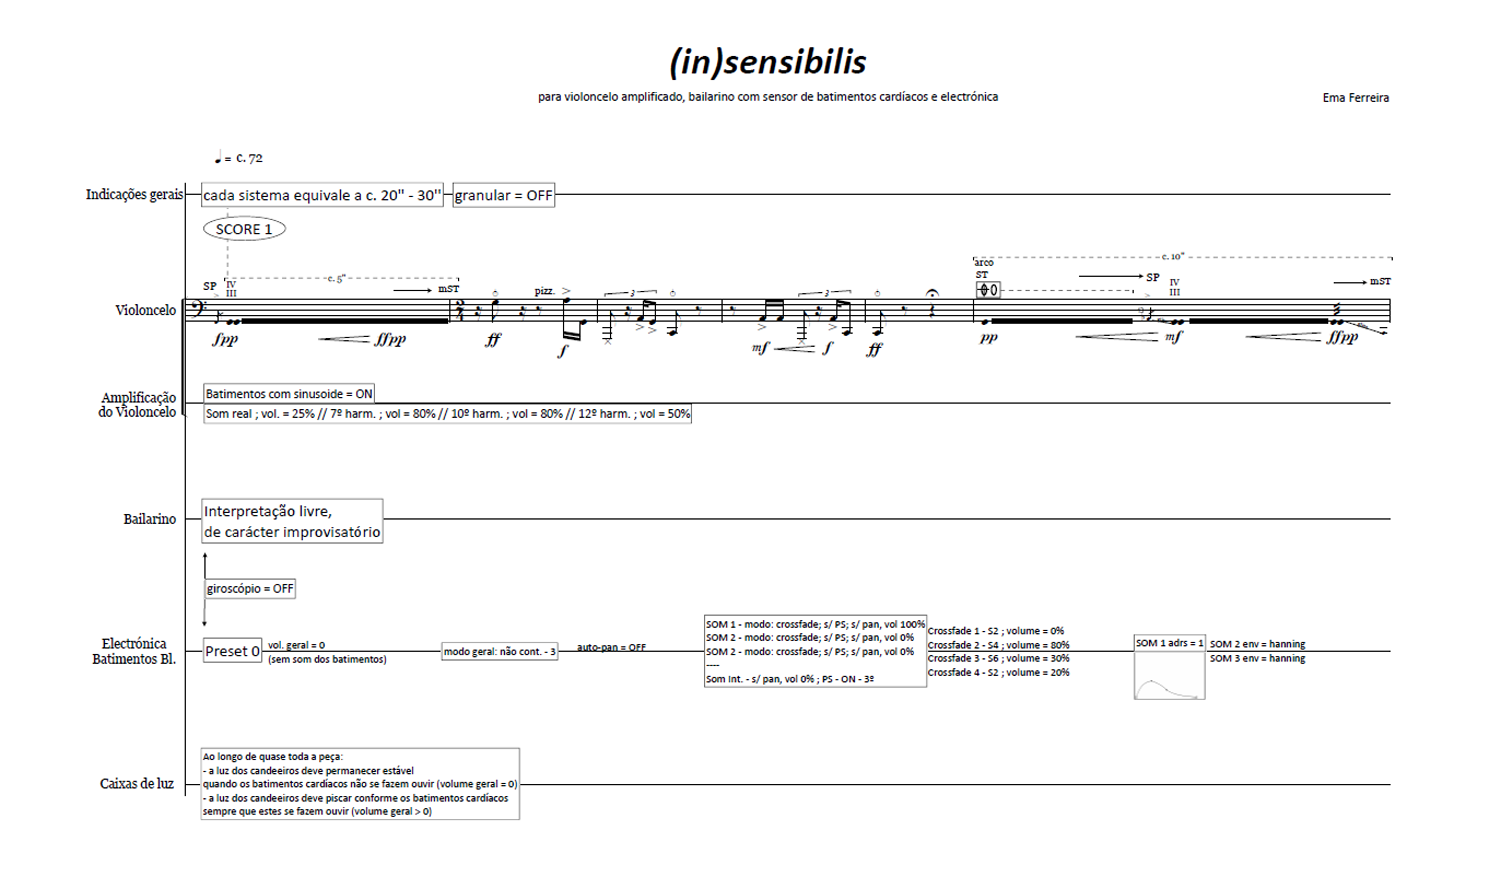 (in)sensibilis
para violoncelo amplificado, bailarino com sensor de batimentos cardíacos e electrónica
Ema Ferreira
= c. 72
Indicações gerais
cada sistema equivale a c. 20" - 30"
granular = OFF
SCORE 1
c. 10"
arco
ST
SP
IV
III
c. 5"
mST
pizz.
3
3
SP
IV
III
mST
Violoncelo
fpp
ffpp
ff
f
mf
f
ff
pp
mf
ffpp
Amplificação
do Violoncelo
Batimentos com sinusoide = ON
Som real ; vol. = 25% // 7º harm. ; vol = 80% // 10º harm. ; vol = 80% // 12º harm. ; vol = 50%
Bailarino
Interpretação livre,
de carácter improvisatório
giroscópio = OFF
Electrónica
Batimentos Bl.
Preset 0
vol. geral = 0
(sem som dos batimentos)
modo geral: não cont. - 3
auto-pan = OFF
SOM 1 - modo: crossfade; s/ PS; s/ pan, vol 100%
SOM 2 - modo: crossfade; s/ PS; s/ pan, vol 0%
SOM 2 - modo: crossfade; s/ PS; s/ pan, vol 0%
----
Som Int. - s/ pan, vol 0% ; PS - ON - 3ª
Crossfade 1 - S2 ; volume = 0%
Crossfade 2 - S4 ; volume = 80%
Crossfade 3 - S6 ; volume = 30%
Crossfade 4 - S2 ; volume = 20%
SOM 1 adrs = 1
SOM 2 env = hanning
SOM 3 env = hanning
Caixas de luz
Ao longo de quase toda a peça:
- a luz dos candeeiros deve permanecer estável
quando os batimentos cardíacos não se fazem ouvir (volume geral = 0)
- a luz dos candeeiros deve piscar conforme os batimentos cardíacos
sempre que estes se fazem ouvir (volume geral > 0)